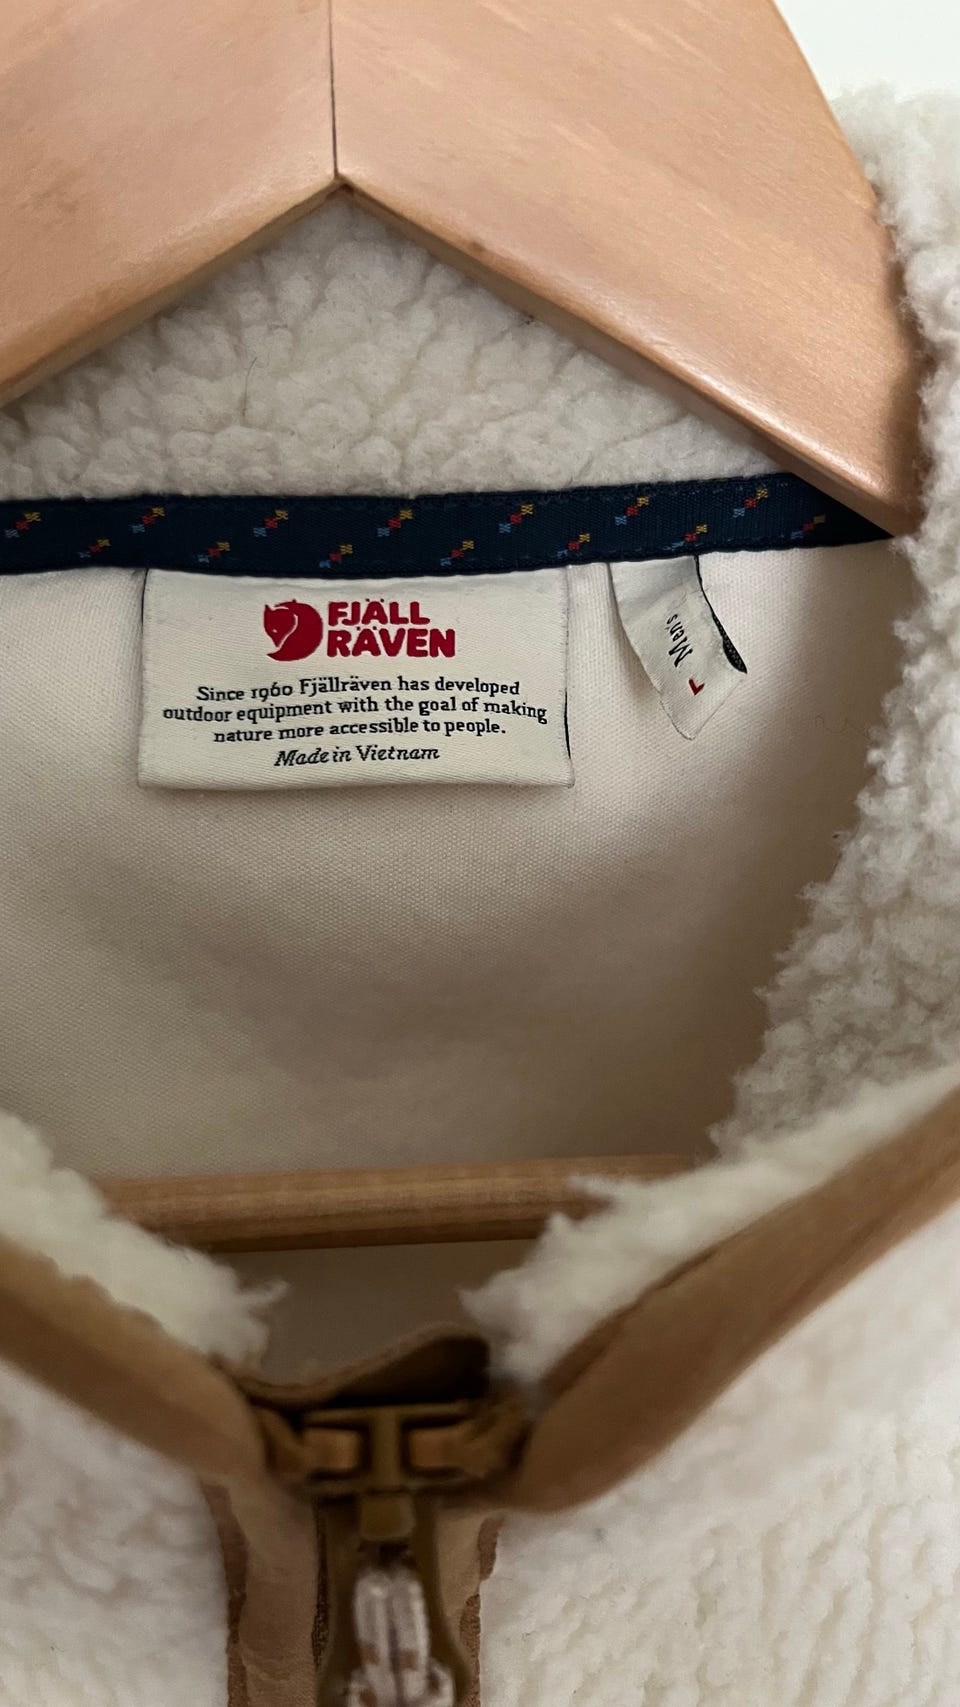 FJÄLL
RÄVEN
Since 1960 Fjällräven has developed
outdoor equipment with the goal of making
nature more accessible to people.
Made in Vietnam
Men's
L